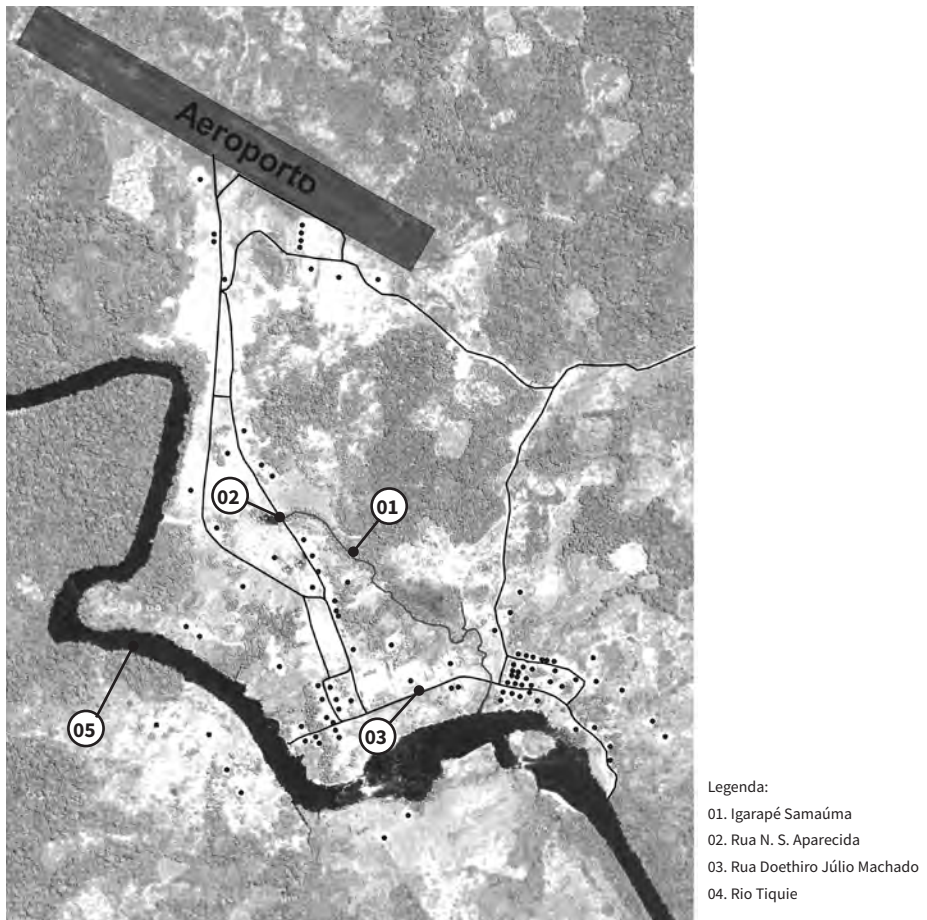 Aeroporto
02
01
05
03
Legenda:
01. Igarapé Samaúma
02. Rua N. S. Aparecida
03. Rua Doethiro Júlio Machado
04. Rio Tiquie